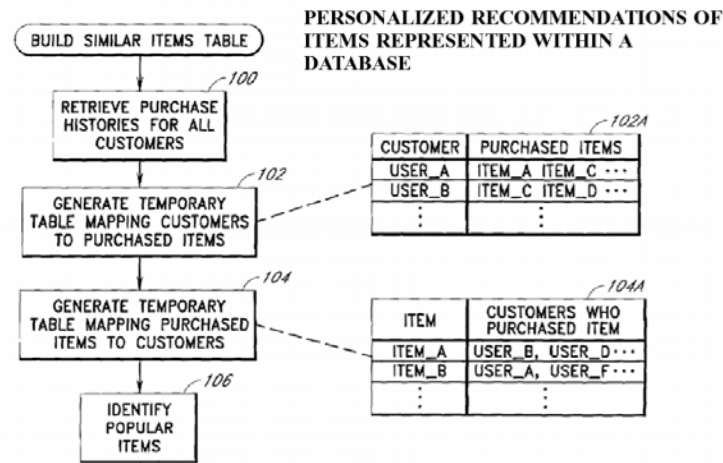 PERSONALIZED RECOMMENDATIONS OF
ITEMS REPRESENTED WITHIN A
DATABASE
BUILD SIMILAR ITEMS TABLE
100
RETRIEVE PURCHASE
HISTORIES FOR ALL
CUSTOMERS
102
GENERATE TEMPORARY
TABLE MAPPING CUSTOMERS
TO PURCHASED ITEMS
102A
CUSTOMER PURCHASED ITEMS
USER_A ITEM_A ITEM_C ···
USER_B ITEM_C ITEM_D ···
104
GENERATE TEMPORARY
TABLE MAPPING PURCHASED
ITEMS TO CUSTOMERS
104A
ITEM CUSTOMERS WHO
PURCHASED ITEM
ITEM_A USER_B, USER_D···
ITEM_B USER_A, USER_F···
106
IDENTIFY
POPULAR
ITEMS